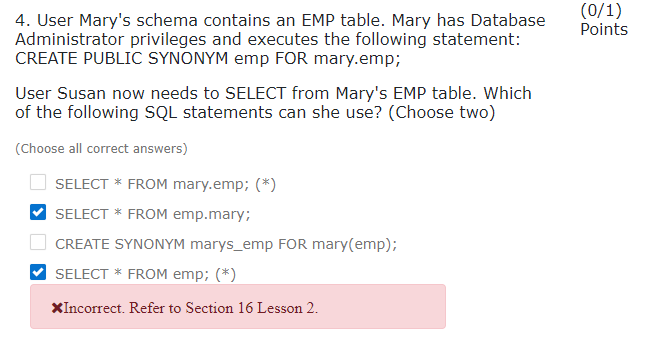 4. User Mary's schema contains an EMP table. Mary has Database
Administrator privileges and executes the following statement:
CREATE PUBLIC SYNONYM emp FOR mary.emp;
(0/1)
Points
User Susan now needs to SELECT from Mary's EMP table. Which
of the following SQL statements can she use? (Choose two)
(Choose all correct answers)
SELECT * FROM mary.emp; (*)
SELECT * FROM emp.mary;
CREATE SYNONYM marys_emp FOR mary(emp);
SELECT * FROM emp; (*)
✖Incorrect. Refer to Section 16 Lesson 2.